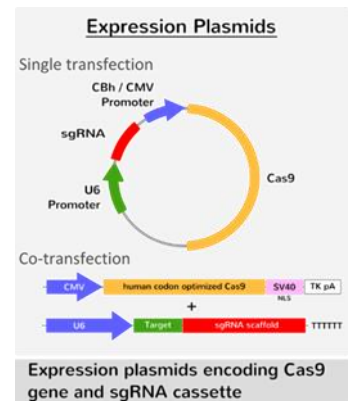 Expression Plasmids
Single transfection
CBh / CMV
Promoter
sgRNA
Cas9
U6
Promoter
Co-transfection
CMV human codon optimized Cas9 SV40 TK pA
NLS
+
U6 Target sgRNA scaffold TTTTTT
Expression plasmids encoding Cas9
gene and sgRNA cassette